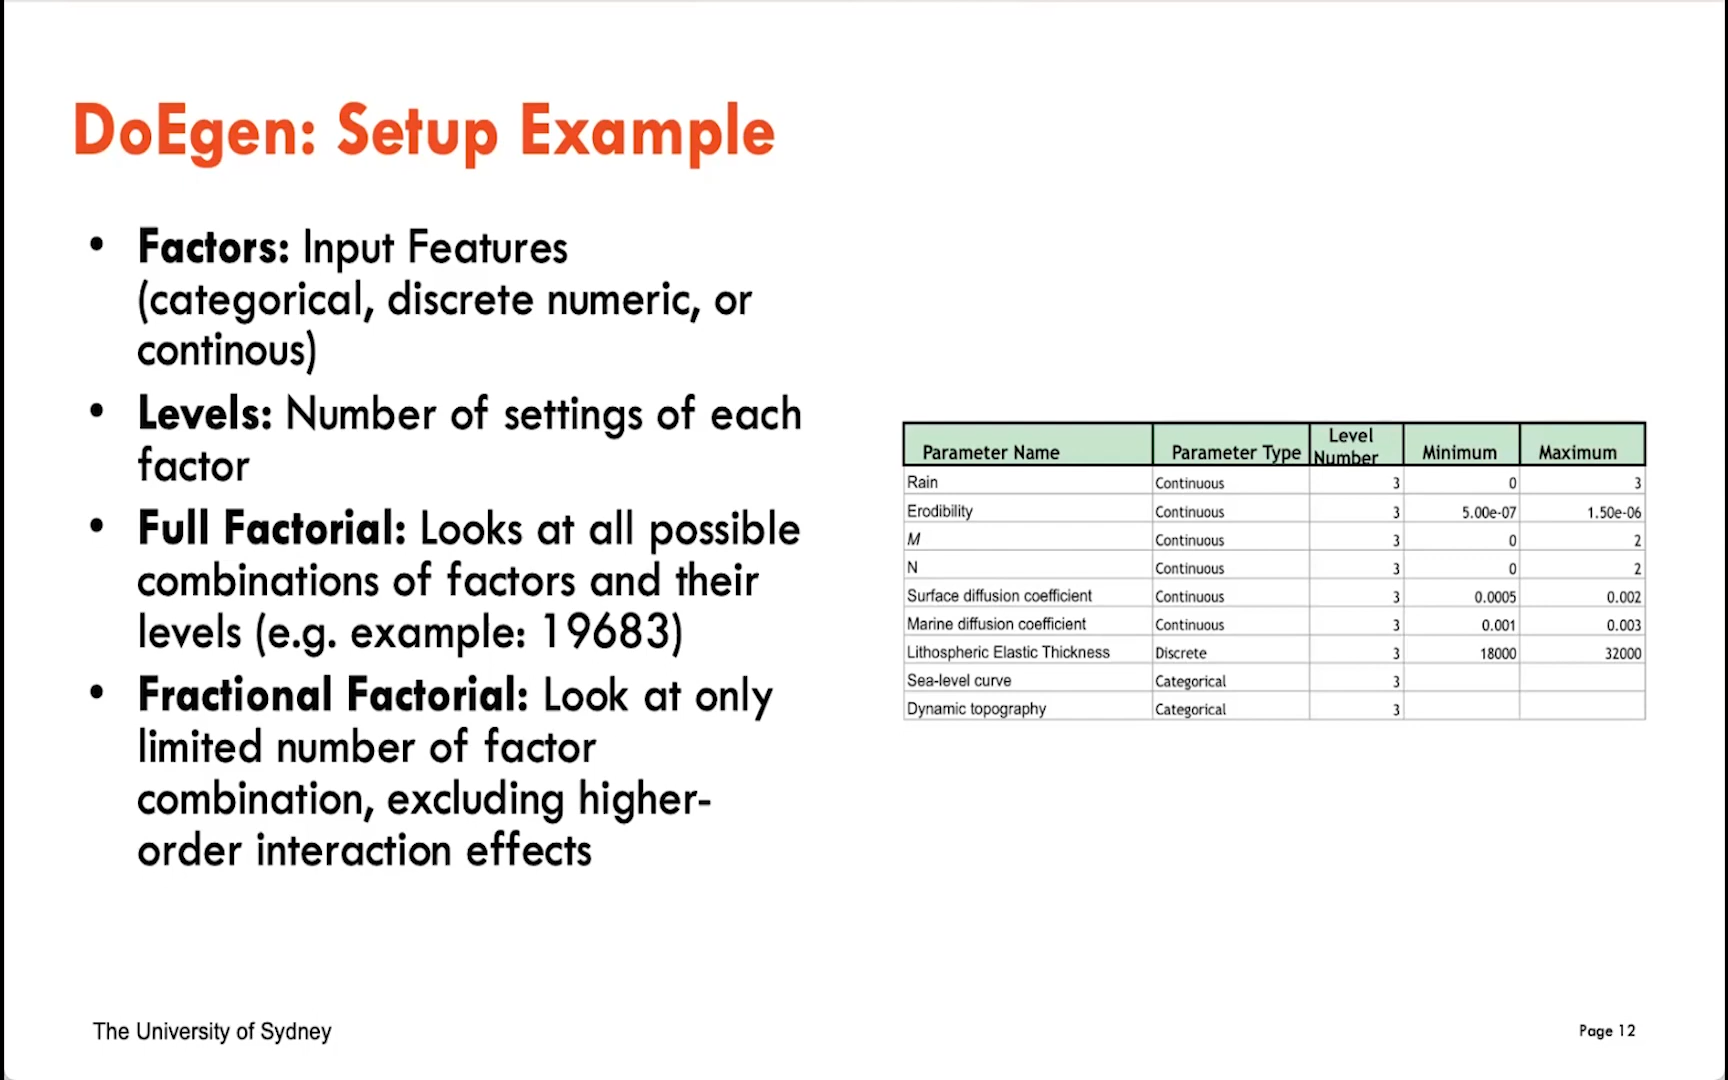 DoEgen: Setup Example
• Factors: Input Features
(categorical, discrete numeric, or
continous)
• Levels: Number of settings of each
factor
• Full Factorial: Looks at all possible
combinations of factors and their
levels (e.g. example: 19683)
• Fractional Factorial: Look at only
limited number of factor
combination, excluding higher-
order interaction effects
Parameter Name Parameter Type Level Number Minimum Maximum
Rain Continuous 3 0 3
Erodibility Continuous 3 5.00e-07 1.50e-06
M Continuous 3 0 2
N Continuous 3 0 2
Surface diffusion coefficient Continuous 3 0.0005 0.002
Marine diffusion coefficient Continuous 3 0.001 0.003
Lithospheric Elastic Thickness Discrete 3 18000 32000
Sea-level curve Categorical 3
Dynamic topography Categorical 3
The University of Sydney
Page 12